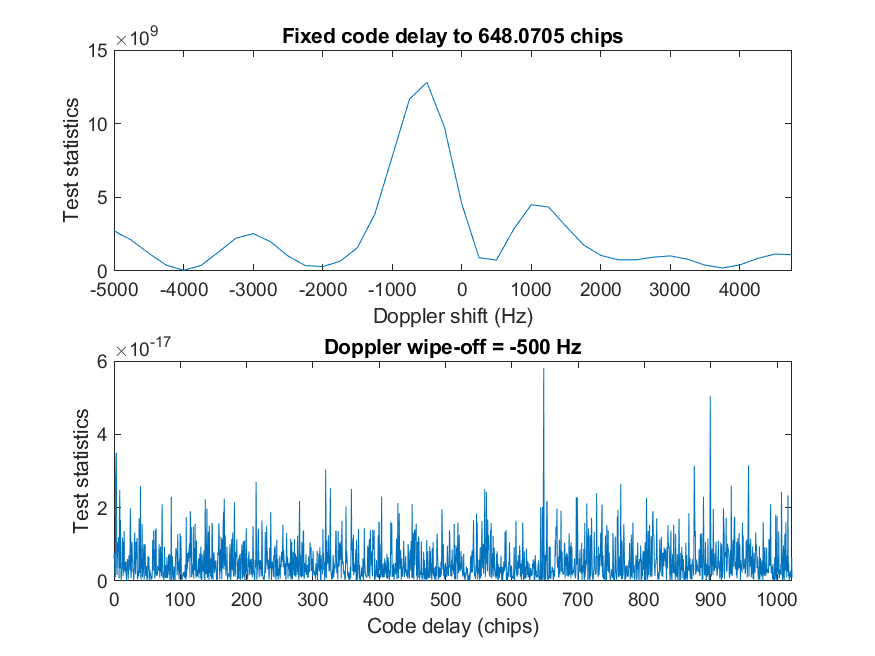 ×10⁹
Fixed code delay to 648.0705 chips
15
10
5
0
Test statistics
-5000 -4000 -3000 -2000 -1000 0 1000 2000 3000 4000
Doppler shift (Hz)
×10⁻¹⁷
Doppler wipe-off = -500 Hz
6
4
2
0
Test statistics
0 100 200 300 400 500 600 700 800 900 1000
Code delay (chips)